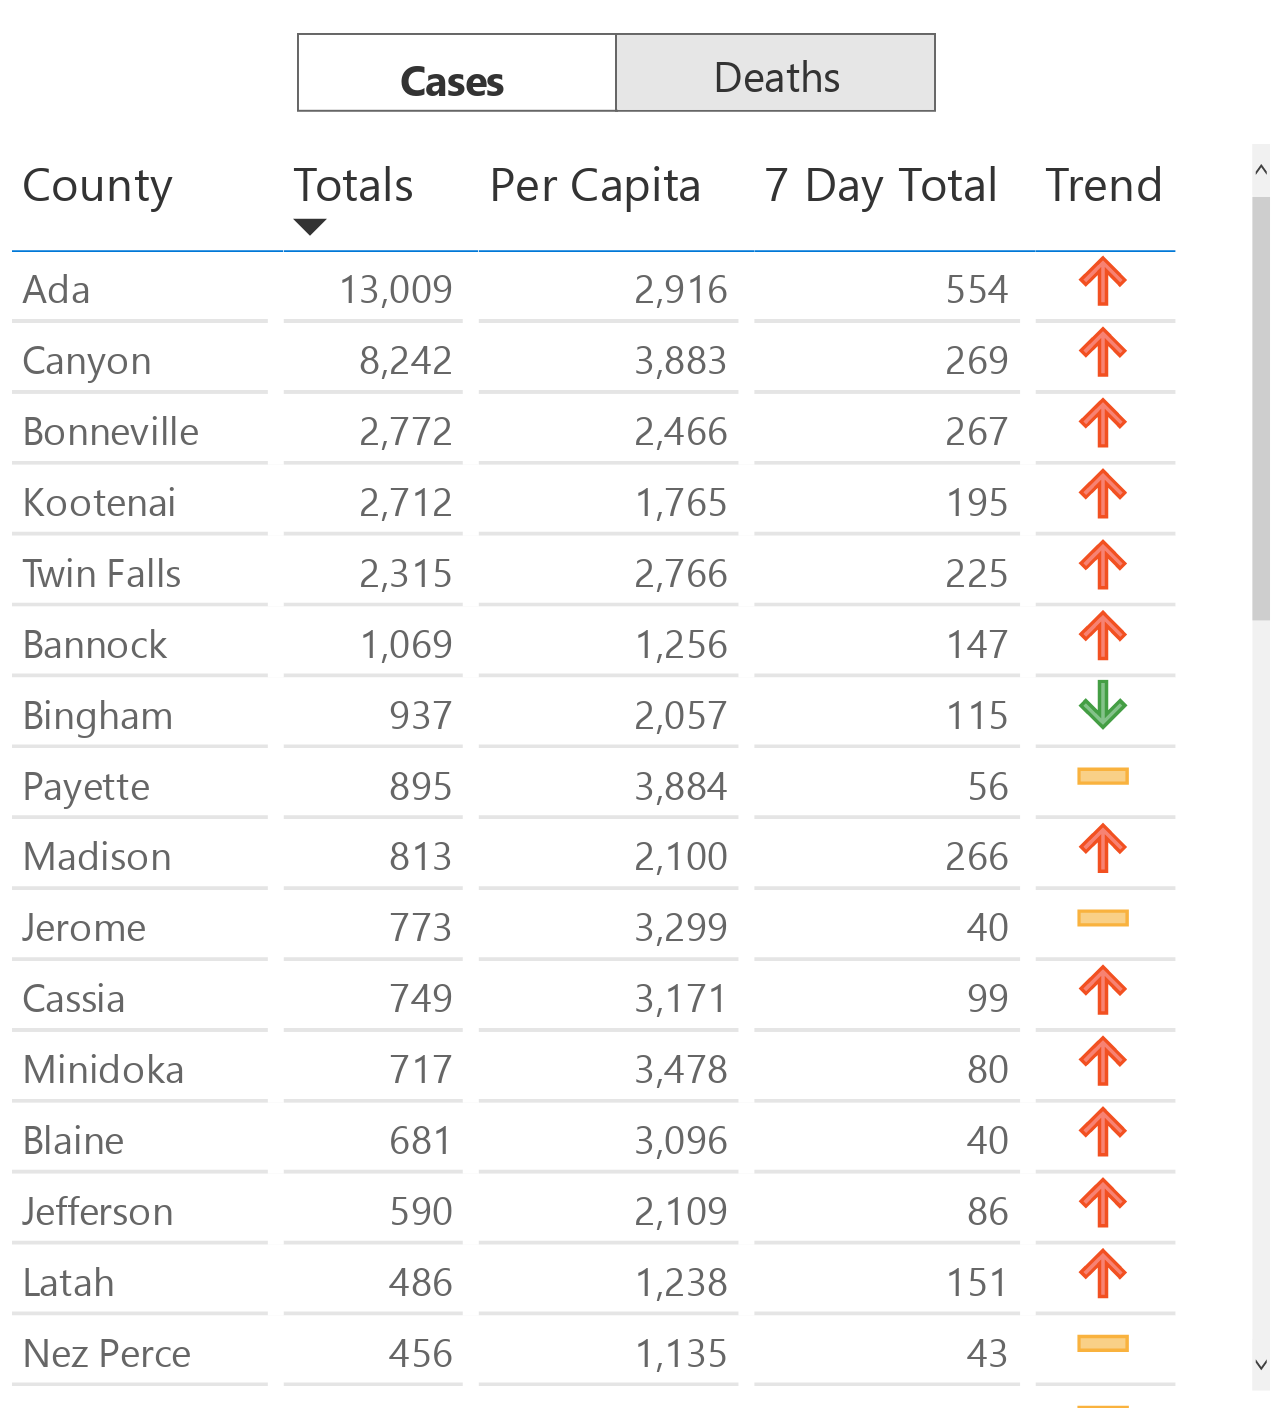 Cases Deaths
County Totals Per Capita 7 Day Total Trend
Ada 13,009 2,916 554
Canyon 8,242 3,883 269
Bonneville 2,772 2,466 267
Kootenai 2,712 1,765 195
Twin Falls 2,315 2,766 225
Bannock 1,069 1,256 147
Bingham 937 2,057 115
Payette 895 3,884 56
Madison 813 2,100 266
Jerome 773 3,299 40
Cassia 749 3,171 99
Minidoka 717 3,478 80
Blaine 681 3,096 40
Jefferson 590 2,109 86
Latah 486 1,238 151
Nez Perce 456 1,135 43